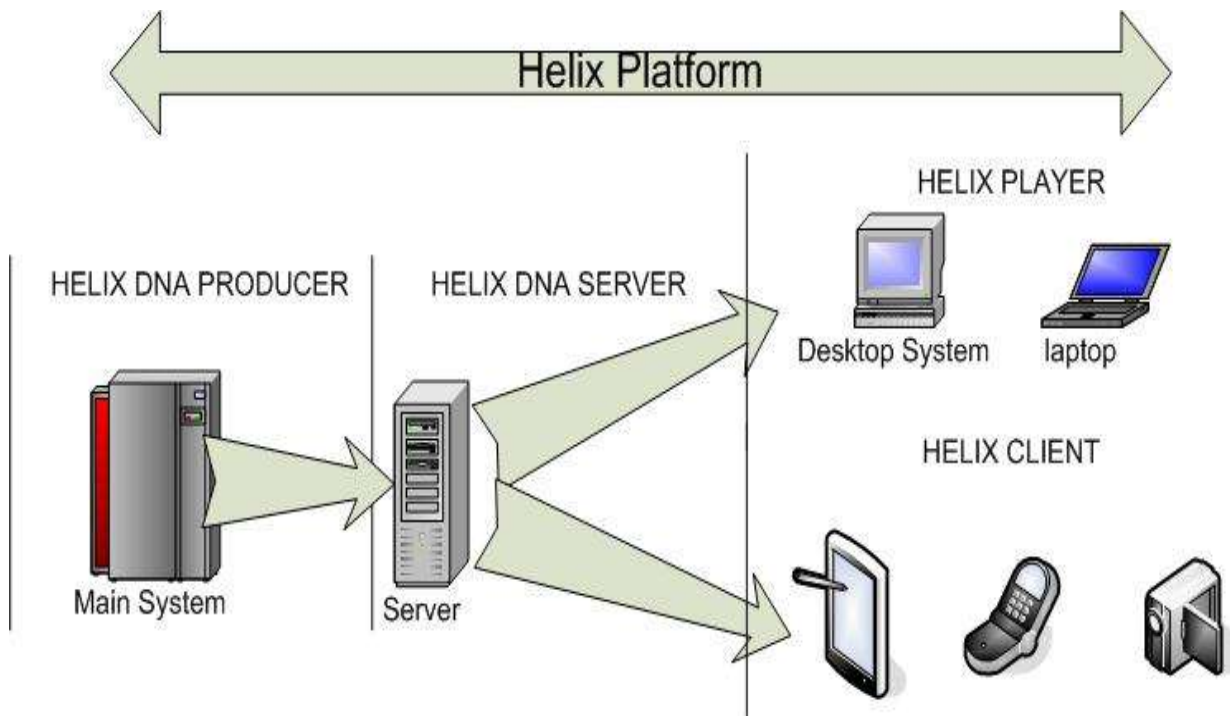 Helix Platform
HELIX PLAYER
HELIX DNA PRODUCER
HELIX DNA SERVER
Desktop System
laptop
HELIX CLIENT
Main System
Server